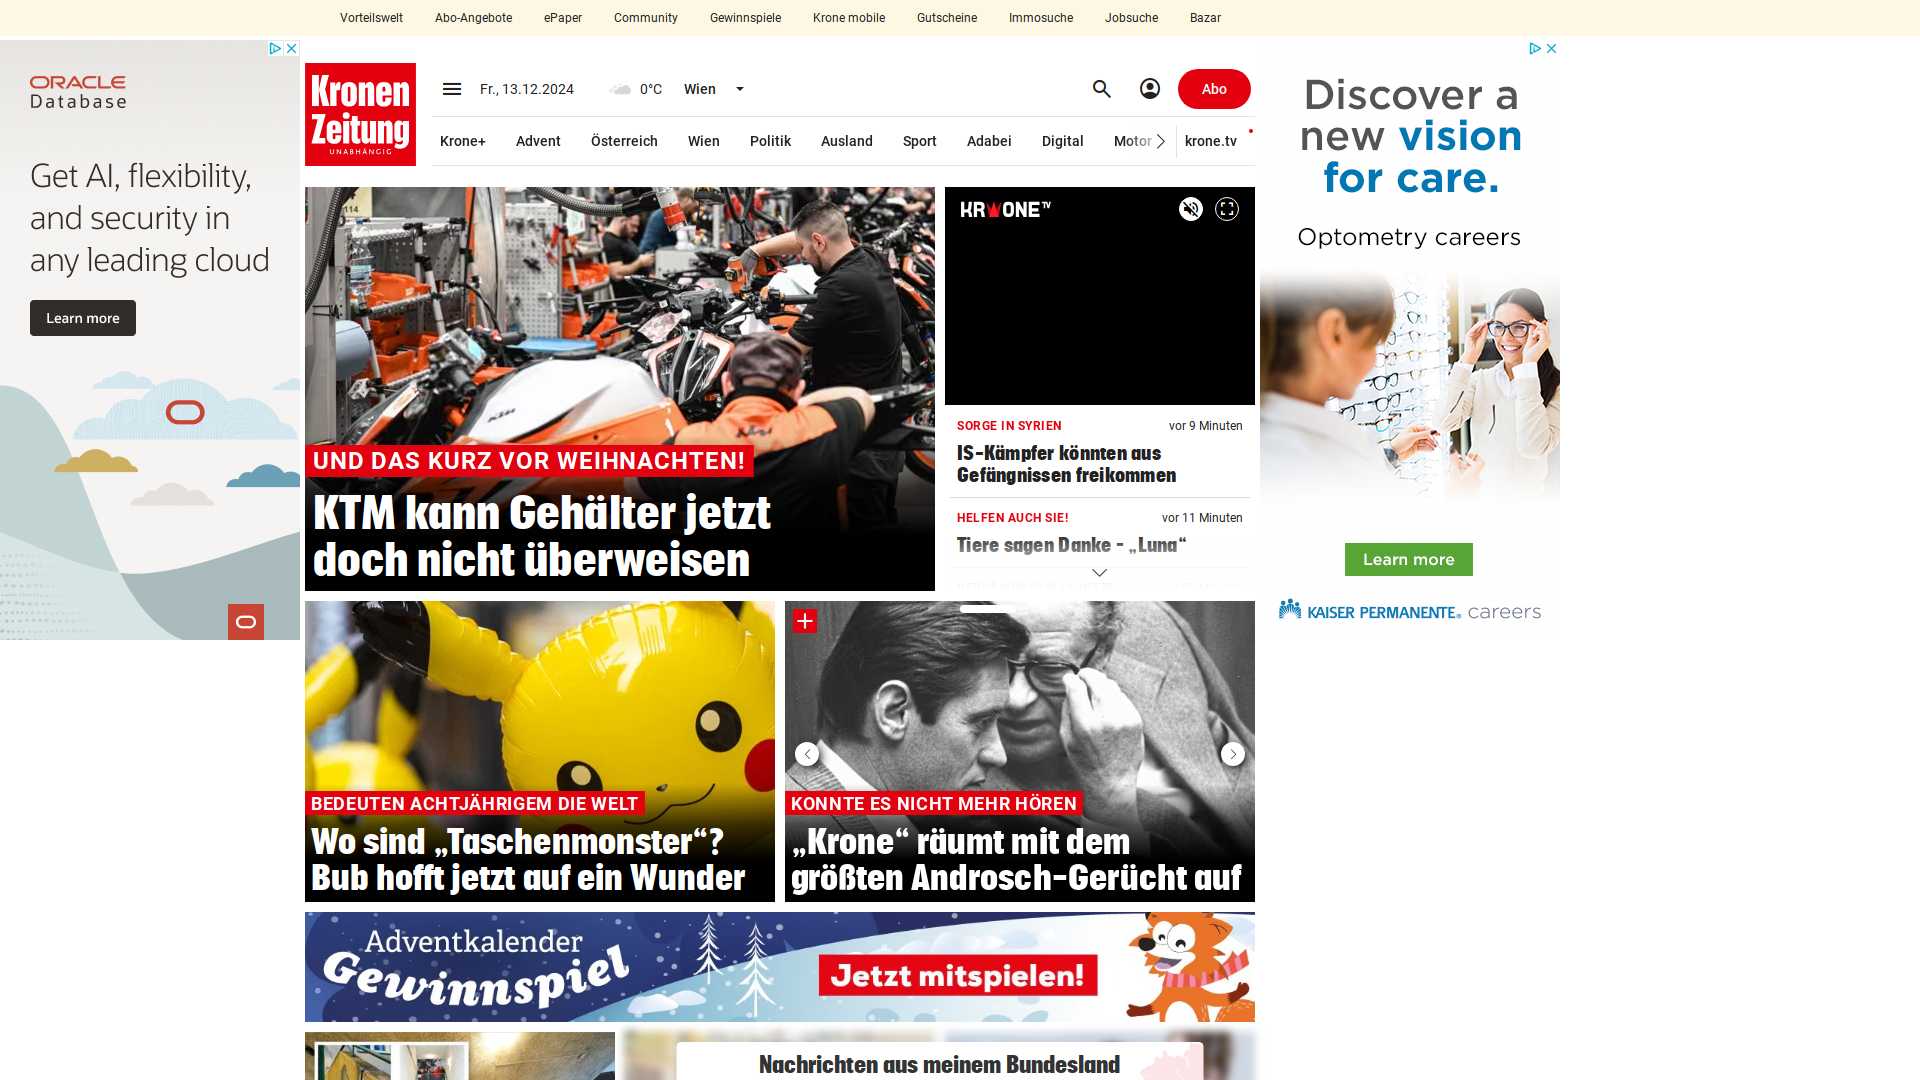 Vorteilswelt Abo-Angebote ePaper Community Gewinnspiele Krone mobile Gutscheine Immosuche Jobsuche Bazar
ORACLE
Database
Get AI, flexibility,
and security in
any leading cloud
Learn more
Kronen
Zeitung
UNABHÄNGIG
Fr., 13.12.2024 0°C Wien
Abo
Krone+ Advent Österreich Wien Politik Ausland Sport Adabei Digital Motor krone.tv
114
KTM
UND DAS KURZ VOR WEIHNACHTEN!
KTM kann Gehälter jetzt
doch nicht überweisen
KRONE TV
SORGE IN SYRIEN vor 9 Minuten
IS-Kämpfer könnten aus
Gefängnissen freikommen
HELFEN AUCH SIE! vor 11 Minuten
Tiere sagen Danke - „Luna“
BEDEUTEN ACHTJÄHRIGEM DIE WELT
Wo sind „Taschenmonster“?
Bub hofft jetzt auf ein Wunder
KONNTE ES NICHT MEHR HÖREN
„Krone“ räumt mit dem
größten Androsch-Gerücht auf
Adventkalender
Gewinnspiel
Jetzt mitspielen!
Nachrichten aus meinem Bundesland
Discover a
new vision
for care.
Optometry careers
Learn more
KAISER PERMANENTE® careers